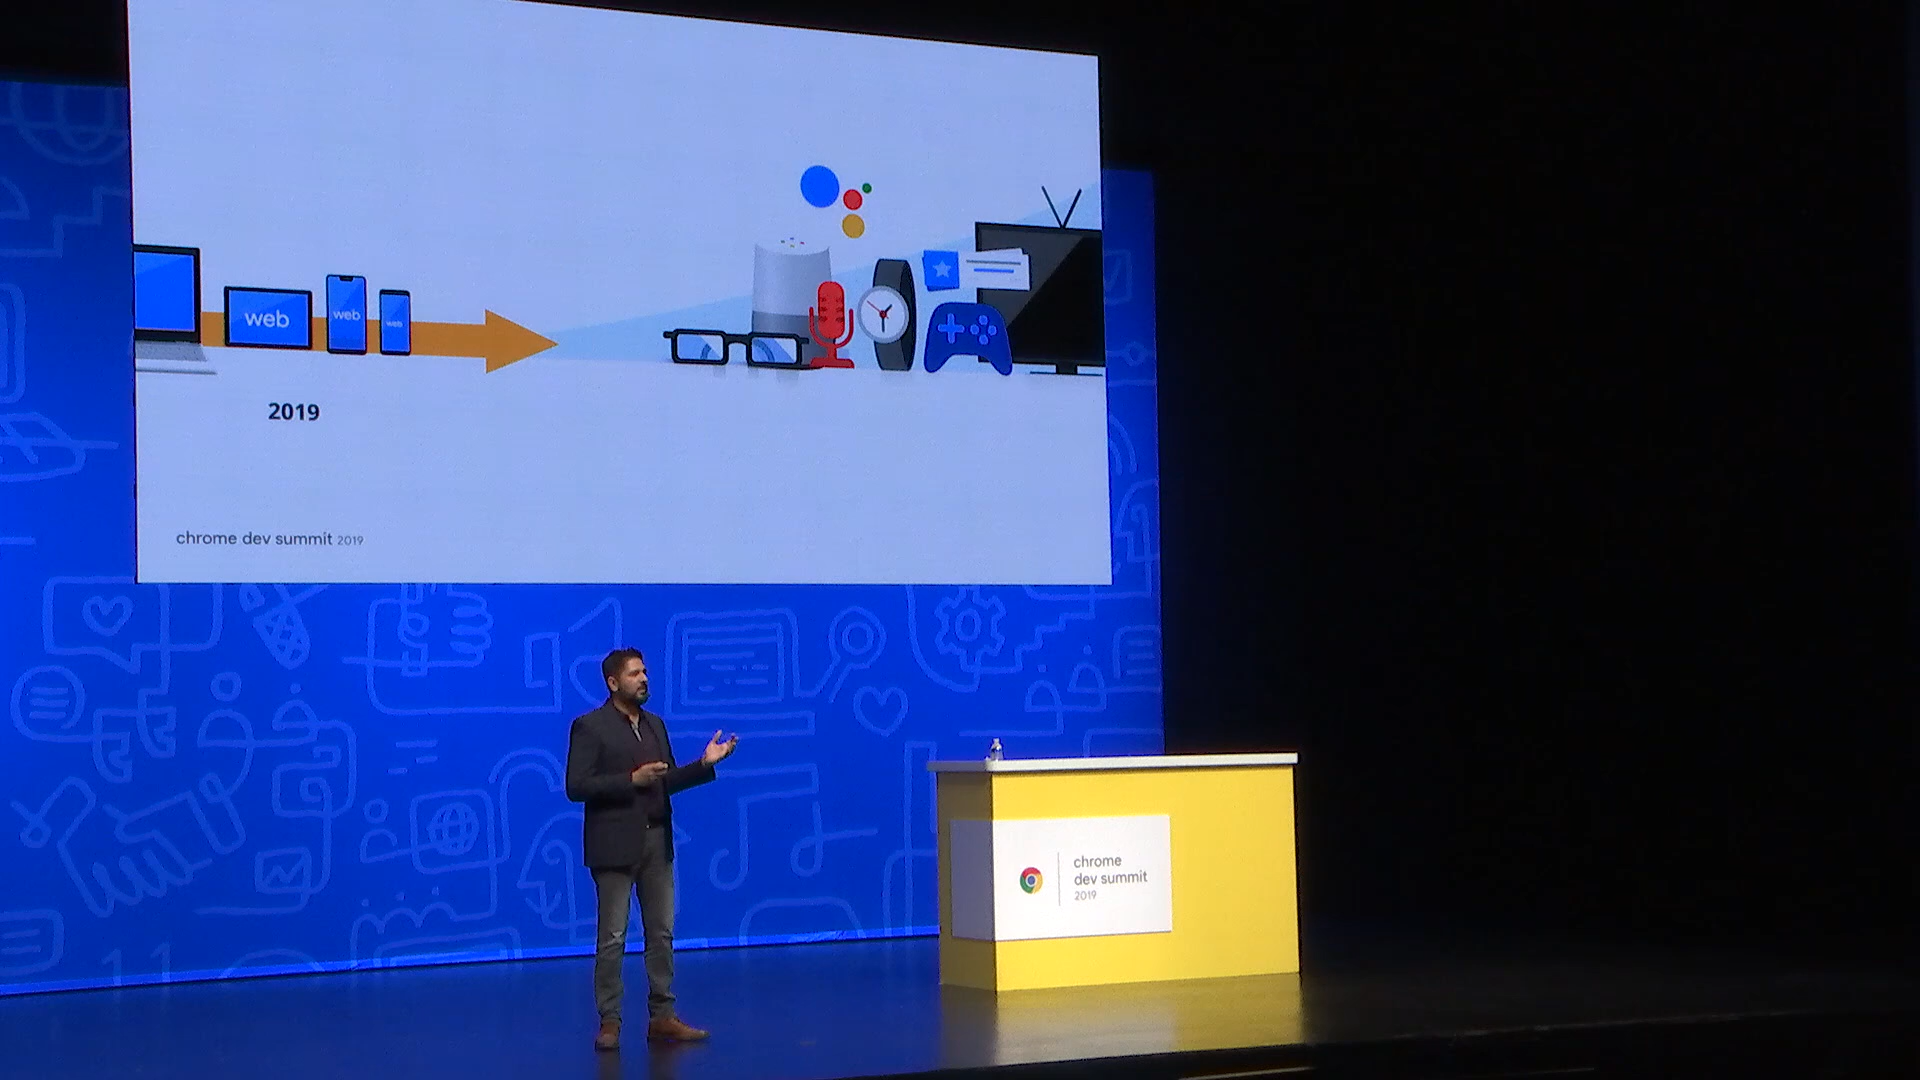 web
web
web
2019
chrome dev summit 2019
chrome
dev summit
2019